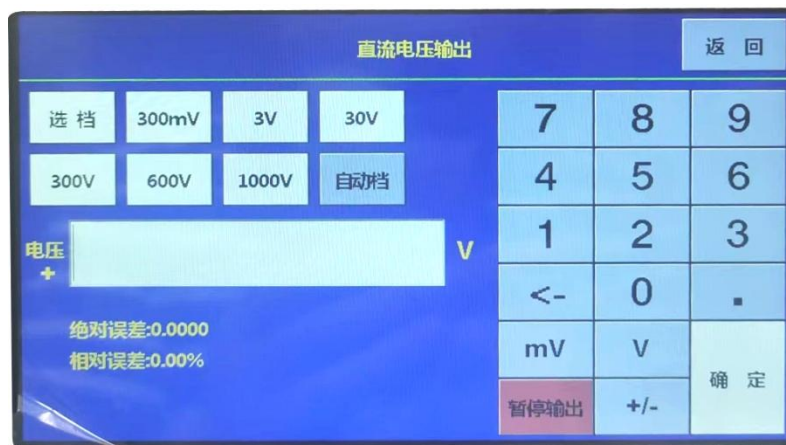 直流电压输出
返 回
选 档 300mV 3V 30V
300V 600V 1000V 自动档
电压 + V
绝对误差:0.0000
相对误差:0.00%
7 8 9
4 5 6
1 2 3
<- 0 .
mV V
确 定
暂停输出 +/-